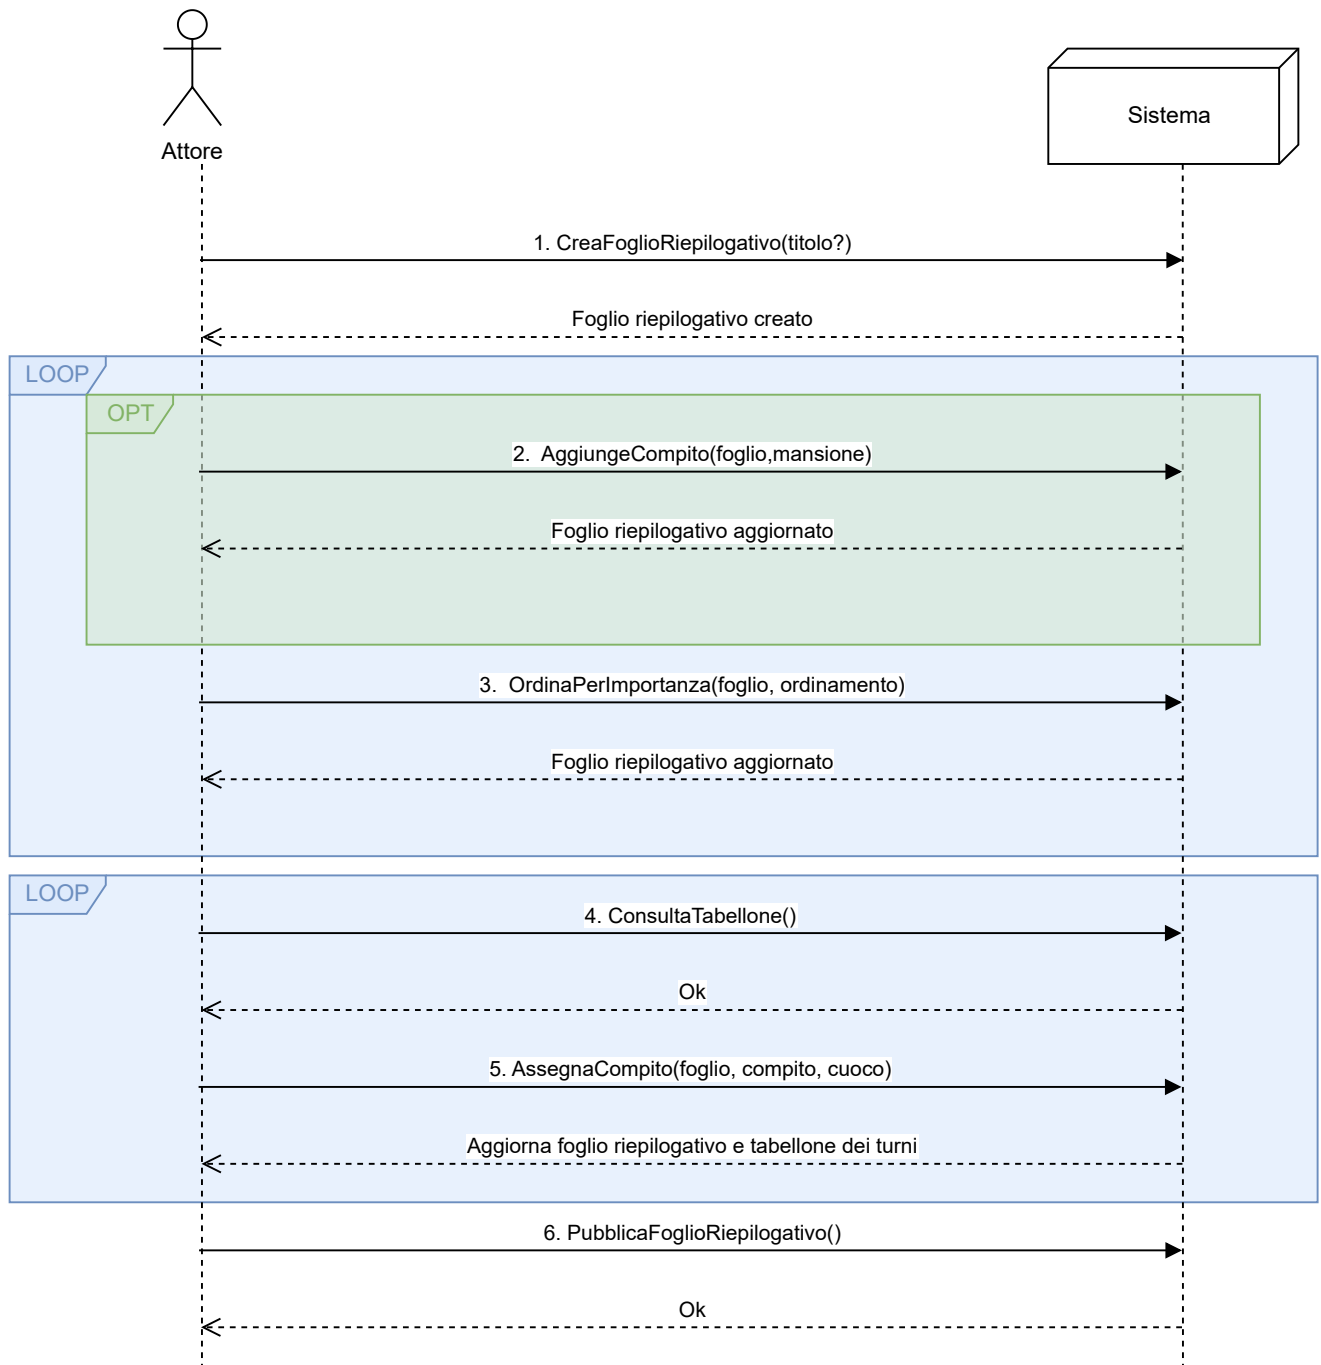 Attore
Sistema
1. CreaFoglioRiepilogativo(titolo?)
Foglio riepilogativo creato
LOOP
OPT
2.  AggiungeCompito(foglio,mansione)
Foglio riepilogativo aggiornato
3.  OrdinaPerImportanza(foglio, ordinamento)
Foglio riepilogativo aggiornato
LOOP
4. ConsultaTabellone()
Ok
5. AssegnaCompito(foglio, compito, cuoco)
Aggiorna foglio riepilogativo e tabellone dei turni
6. PubblicaFoglioRiepilogativo()
Ok